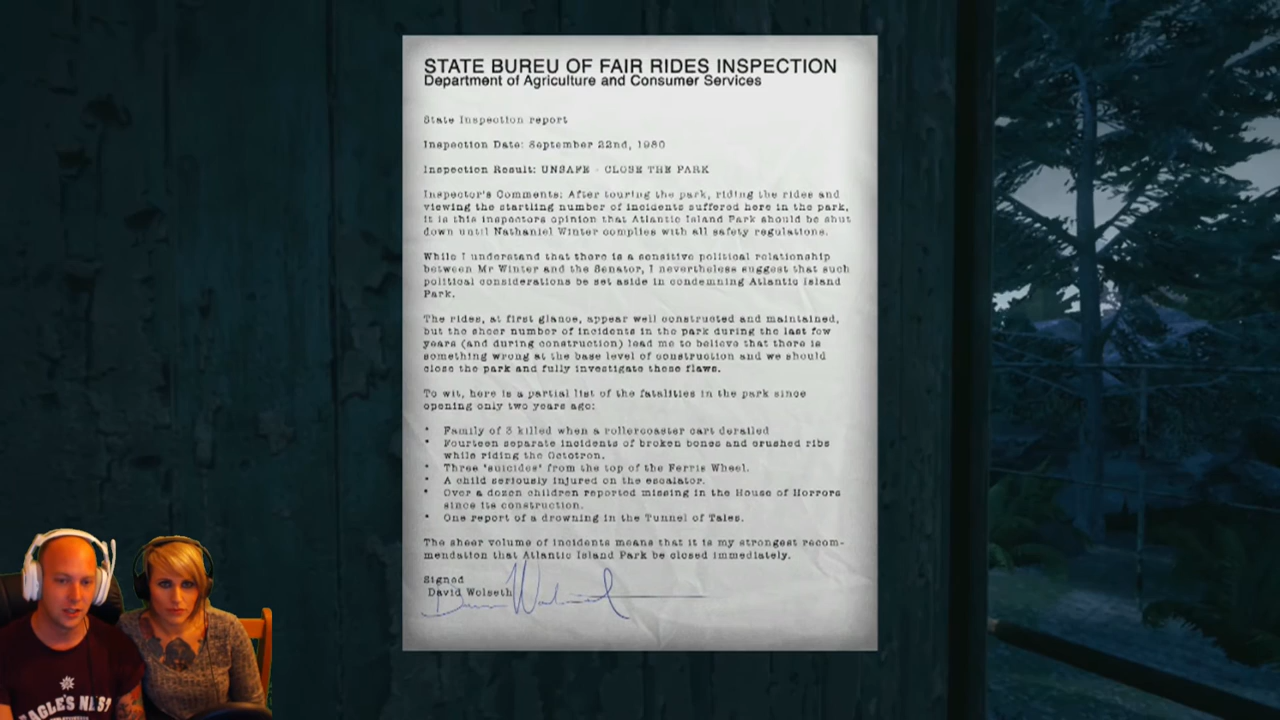 STATE BUREU OF FAIR RIDES INSPECTION
Department of Agriculture and Consumer Services
State Inspection report
Inspection Date: September 22nd, 1980
Inspection Result: UNSAFE - CLOSE THE PARK
Inspector's Comments: After touring the park, riding the rides and
viewing the startling number of incidents suffered here in the park,
it is this inspectors opinion that Atlantic Island Park should be shut
down until Nathaniel Winter complies with all safety regulations.
While I understand that there is a sensitive political relationship
between Mr Winter and the Senator, I nevertheless suggest that such
political considerations be set aside in condemning Atlantic Island
Park.
The rides, at first glance, appear well constructed and maintained,
but the sheer number of incidents in the park during the last few
years (and during construction) lead me to believe that there is
something wrong at the base level of construction and we should
close the park and fully investigate these flaws.
To wit, here is a partial list of the fatalities in the park since
opening only two years ago:
• Family of 3 killed when a rollercoaster cart derailed
• Fourteen separate incidents of broken bones and crushed ribs
while riding the Octotron.
• Three 'suicides' from the top of the Ferris Wheel.
• A child seriously injured on the escalator.
• Over a dozen children reported missing in the House of Horrors
since its construction.
• One report of a drowning in the Tunnel of Tales.
The sheer volume of incidents means that it is my strongest recom-
mendation that Atlantic Island Park be closed immediately.
Signed
David Wolseth
EAGLE'S NEST